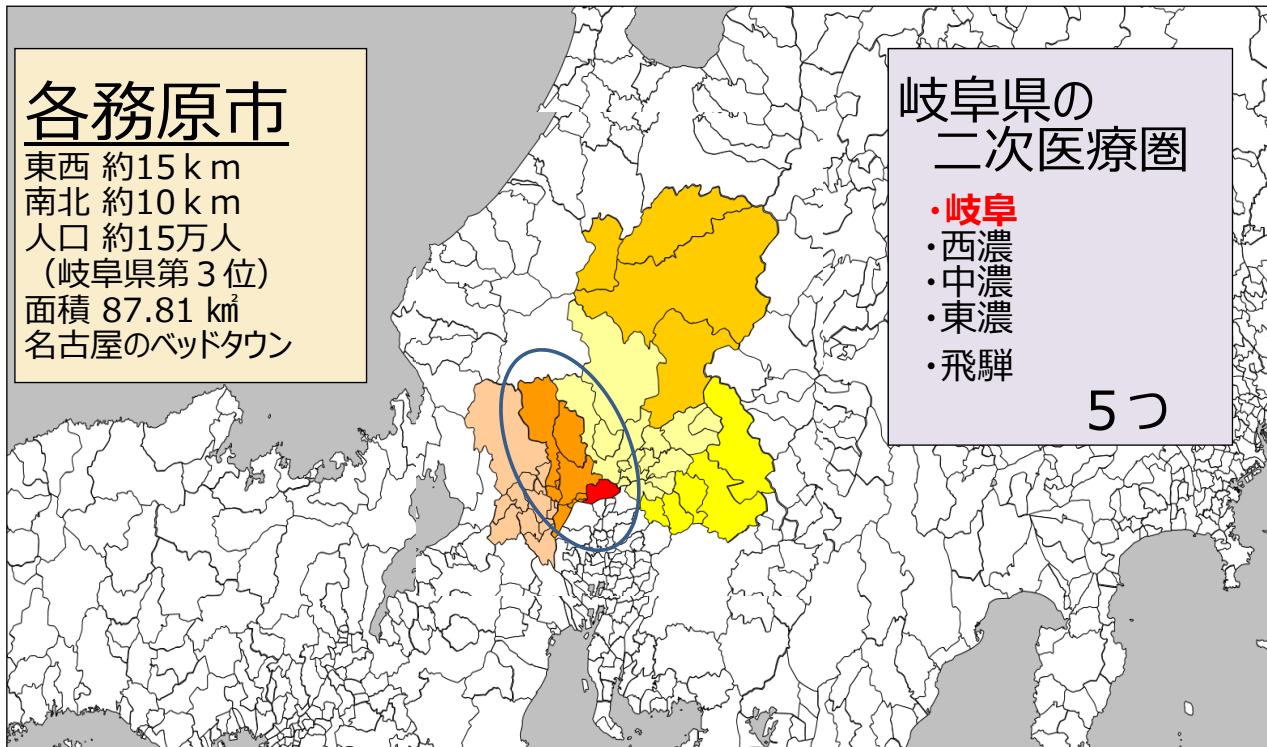 各務原市
東西 約15ｋｍ
南北 約10ｋｍ
人口 約15万人
（岐阜県第３位）
面積 87.81 ㎢
名古屋のベッドタウン
岐阜県の
二次医療圏
・岐阜
・西濃
・中濃
・東濃
・飛騨
５つ